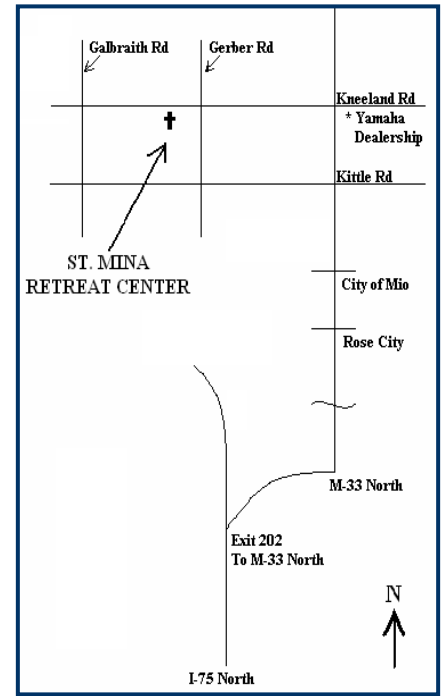 Galbraith Rd
Gerber Rd
Kneeland Rd
* Yamaha
Dealership
Kittle Rd
ST. MINA
RETREAT CENTER
City of Mio
Rose City
M-33 North
Exit 202
To M-33 North
N
I-75 North